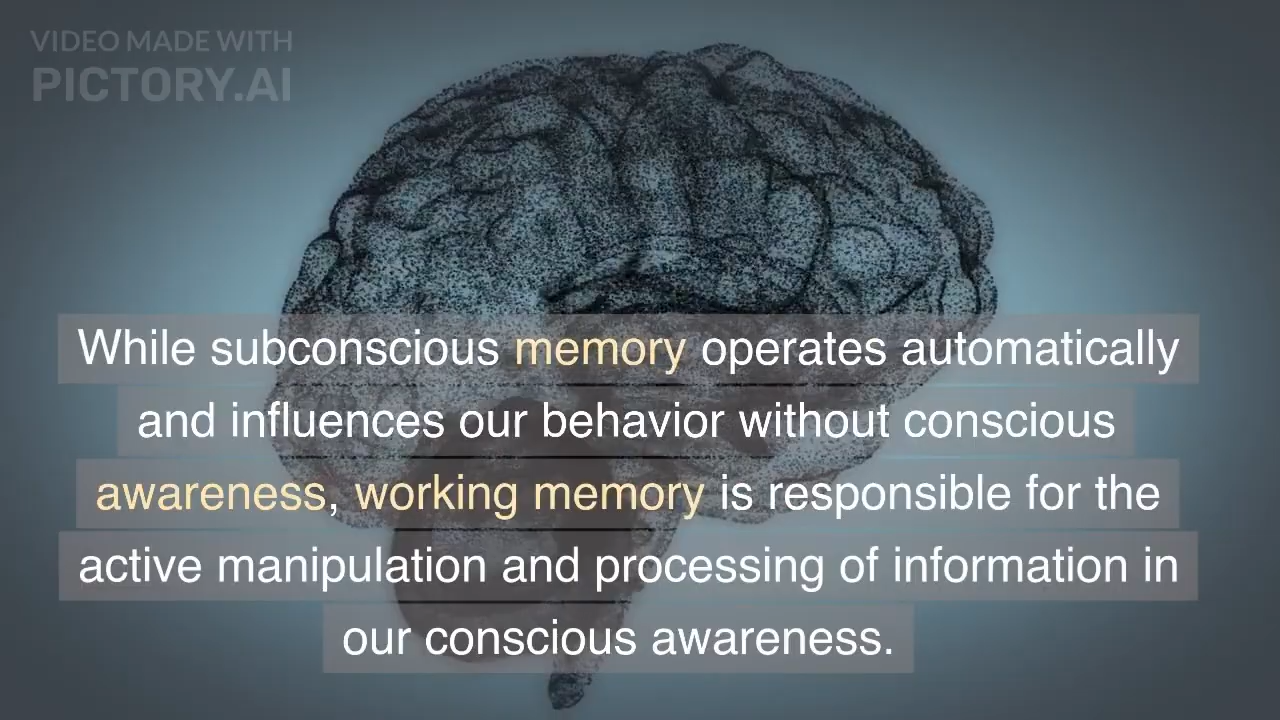 VIDEO MADE WITH
PICTORY.AI
While subconscious memory operates automatically
and influences our behavior without conscious
awareness, working memory is responsible for the
active manipulation and processing of information in
our conscious awareness.